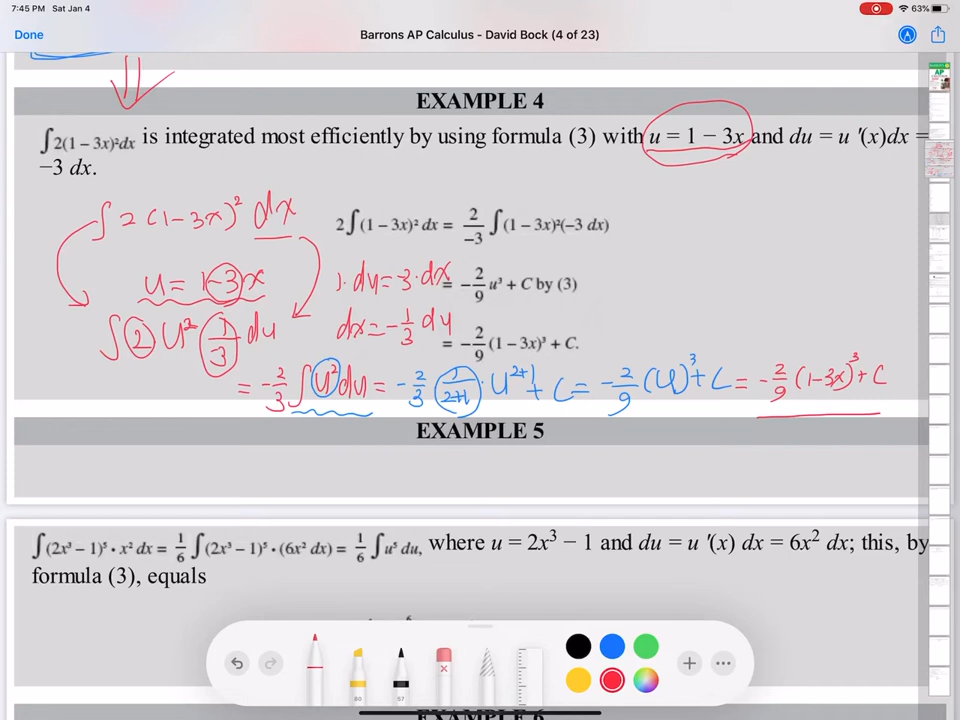 7:45 PM Sat Jan 4
63%
Done
Barrons AP Calculus - David Bock (4 of 23)
EXAMPLE 4
∫2(1 – 3x)²dx is integrated most efficiently by using formula (3) with u = 1 − 3x and du = u ′(x)dx =
−3 dx.
∫ 2 (1-3x)² dx
2∫(1 – 3x)² dx = 2/-3 ∫(1 – 3x)²(–3 dx)
u = 1-3x
1·du = -3·dx
= -2/9 u³ + C by (3)
∫ 2 u² 1/3 du
dx = -1/3 du
= -2/9 (1 – 3x)³ + C.
= -2/3 ∫ u² du = -2/3 · 1/2+1 · u²⁺¹ + C = -2/9 (u)³ + C = -2/9 (1-3x)³ + C
EXAMPLE 5
∫(2x³ – 1)⁵ • x² dx = 1/6 ∫(2x³ – 1)⁵ • (6x² dx) = 1/6 ∫u⁵ du, where u = 2x³ − 1 and du = u ′(x) dx = 6x² dx; this, by
formula (3), equals
80
57
EXAMPLE 6